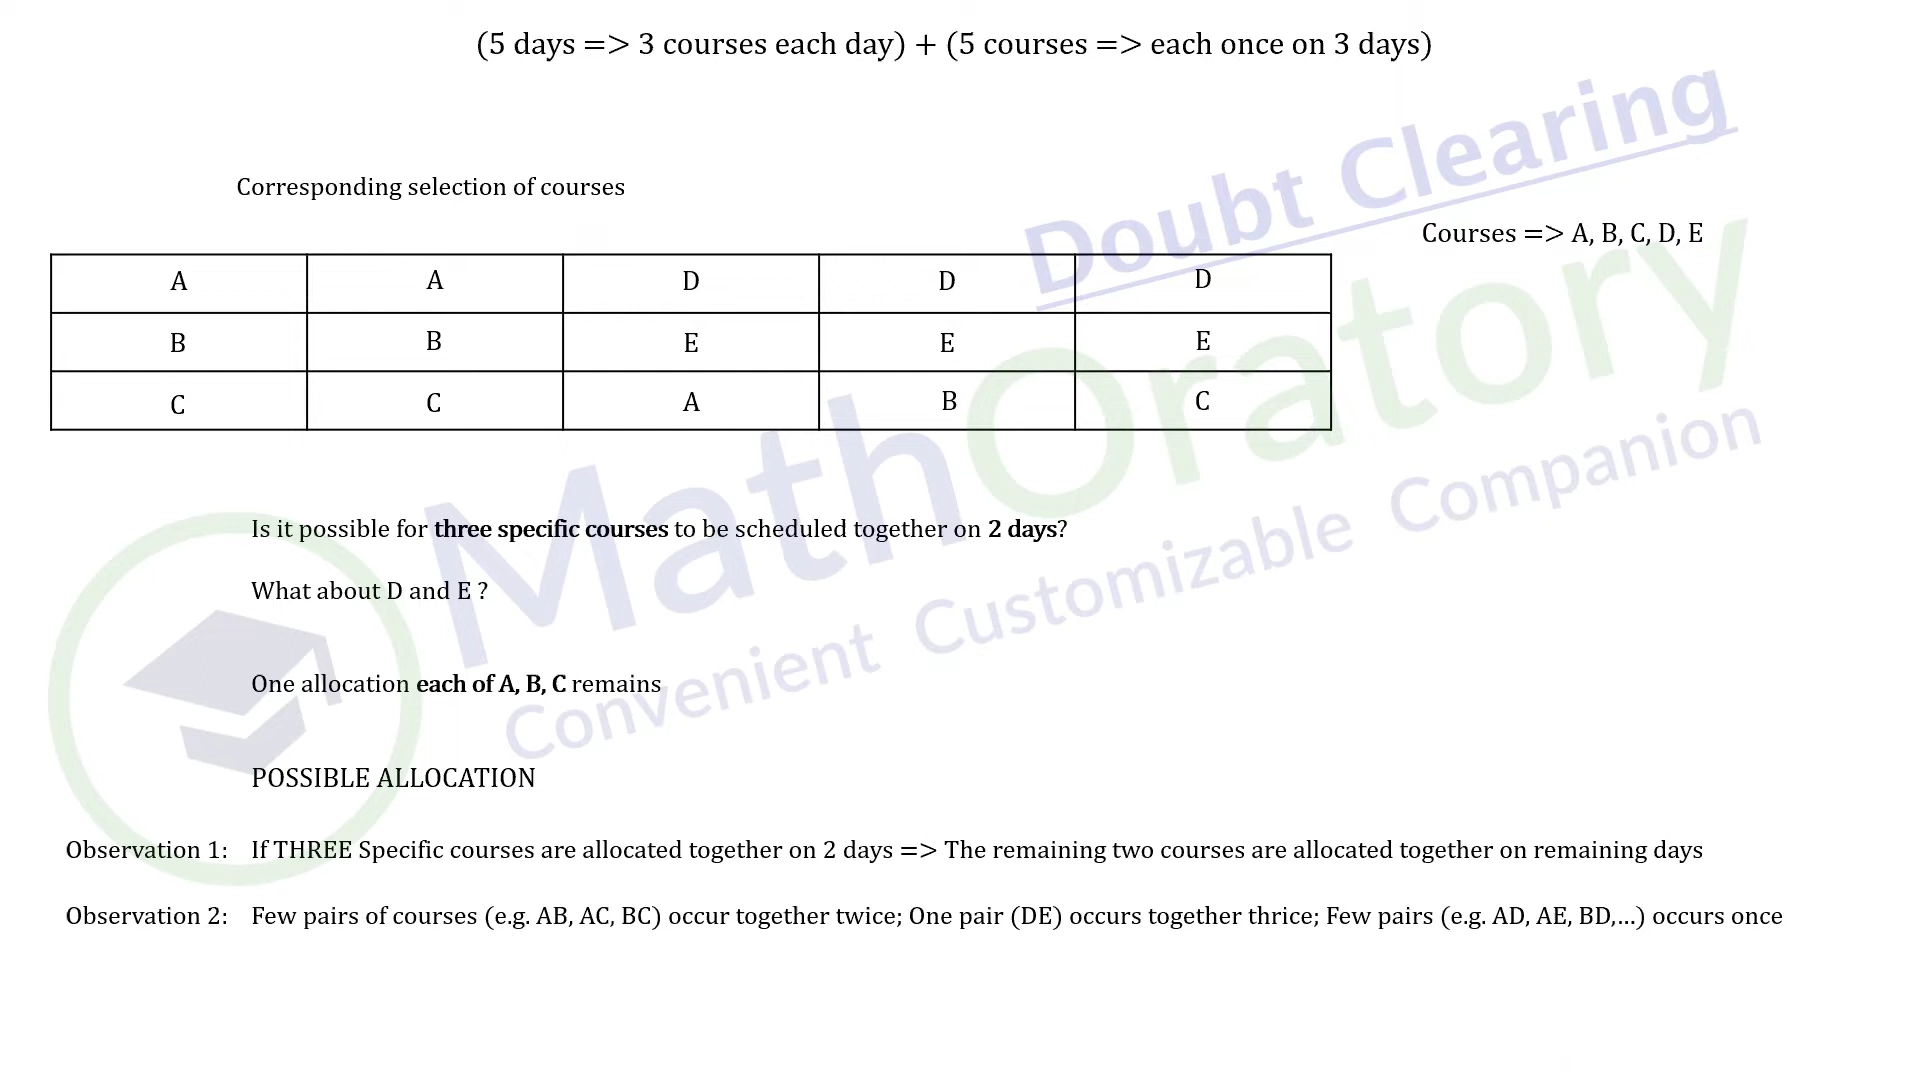 (5 days => 3 courses each day) + (5 courses => each once on 3 days)
Doubt Clearing
Corresponding selection of courses
Courses => A, B, C, D, E
A A D D D
B B E E E
C C A B C
MathOratory
Convenient Customizable Companion
Is it possible for three specific courses to be scheduled together on 2 days?
What about D and E ?
One allocation each of A, B, C remains
POSSIBLE ALLOCATION
Observation 1: If THREE Specific courses are allocated together on 2 days => The remaining two courses are allocated together on remaining days
Observation 2: Few pairs of courses (e.g. AB, AC, BC) occur together twice; One pair (DE) occurs together thrice; Few pairs (e.g. AD, AE, BD,...) occurs once